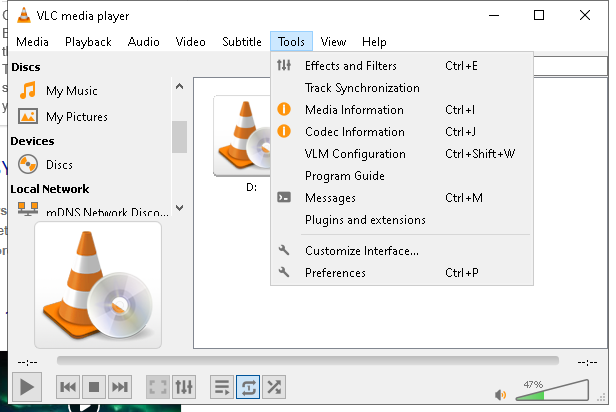 VLC media player
Media Playback Audio Video Subtitle Tools View Help
Discs
My Music
My Pictures
Devices
Discs
Local Network
mDNS Network Disco...
D:
Effects and Filters Ctrl+E
Track Synchronization
Media Information Ctrl+I
Codec Information Ctrl+J
VLM Configuration Ctrl+Shift+W
Program Guide
Messages Ctrl+M
Plugins and extensions
Customize Interface...
Preferences Ctrl+P
--:-- --:--
47%